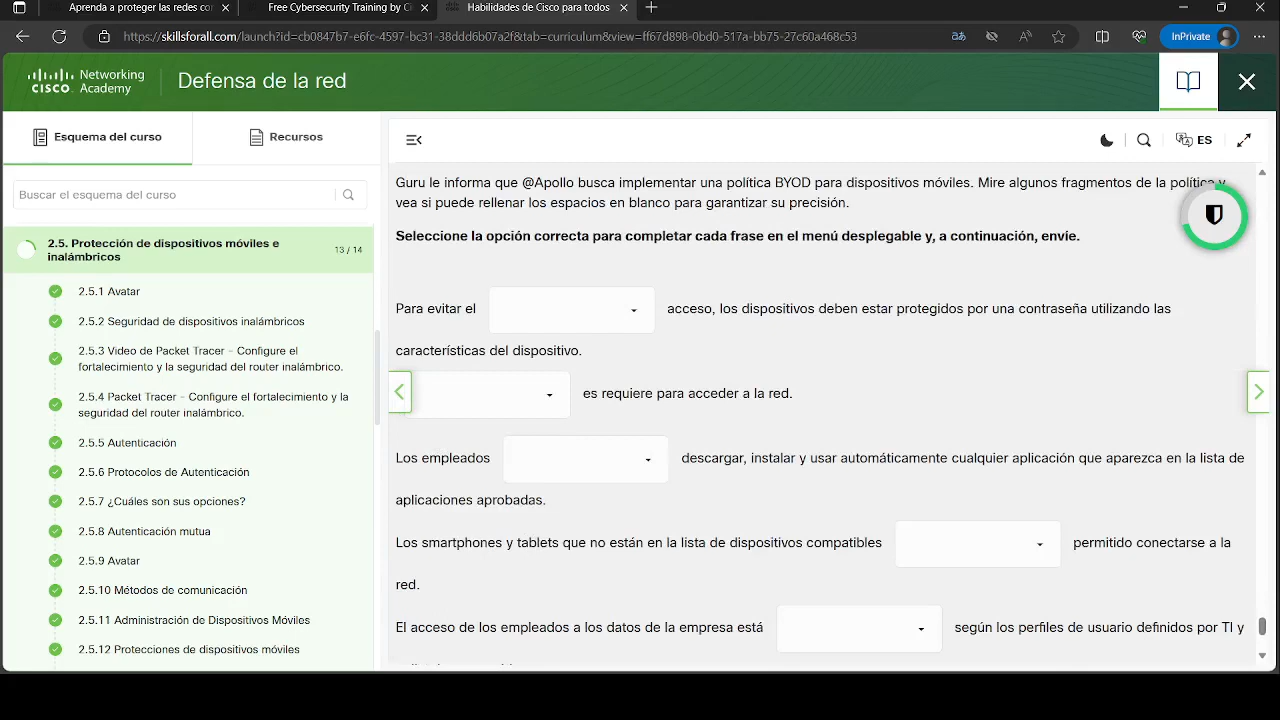 Aprenda a proteger las redes cor
Free Cybersecurity Training by Ci
Habilidades de Cisco para todos
https://skillsforall.com/launch?id=cb0847b7-e6fc-4597-bc31-38ddd6b07a2f&tab=curriculum&view=ff67d898-0bd0-517a-bb75-27c60a468c53
InPrivate
Networking
CISCO Academy
Defensa de la red
Esquema del curso
Recursos
ES
Buscar el esquema del curso
2.5. Protección de dispositivos móviles e
inalámbricos
13 / 14
2.5.1 Avatar
2.5.2 Seguridad de dispositivos inalámbricos
2.5.3 Video de Packet Tracer - Configure el
fortalecimiento y la seguridad del router inalámbrico.
2.5.4 Packet Tracer - Configure el fortalecimiento y la
seguridad del router inalámbrico.
2.5.5 Autenticación
2.5.6 Protocolos de Autenticación
2.5.7 ¿Cuáles son sus opciones?
2.5.8 Autenticación mutua
2.5.9 Avatar
2.5.10 Métodos de comunicación
2.5.11 Administración de Dispositivos Móviles
2.5.12 Protecciones de dispositivos móviles
Guru le informa que @Apollo busca implementar una política BYOD para dispositivos móviles. Mire algunos fragmentos de la política y
vea si puede rellenar los espacios en blanco para garantizar su precisión.
Seleccione la opción correcta para completar cada frase en el menú desplegable y, a continuación, envíe.
Para evitar el acceso, los dispositivos deben estar protegidos por una contraseña utilizando las
características del dispositivo.
es requiere para acceder a la red.
Los empleados descargar, instalar y usar automáticamente cualquier aplicación que aparezca en la lista de
aplicaciones aprobadas.
Los smartphones y tablets que no están en la lista de dispositivos compatibles permitido conectarse a la
red.
El acceso de los empleados a los datos de la empresa está según los perfiles de usuario definidos por TI y